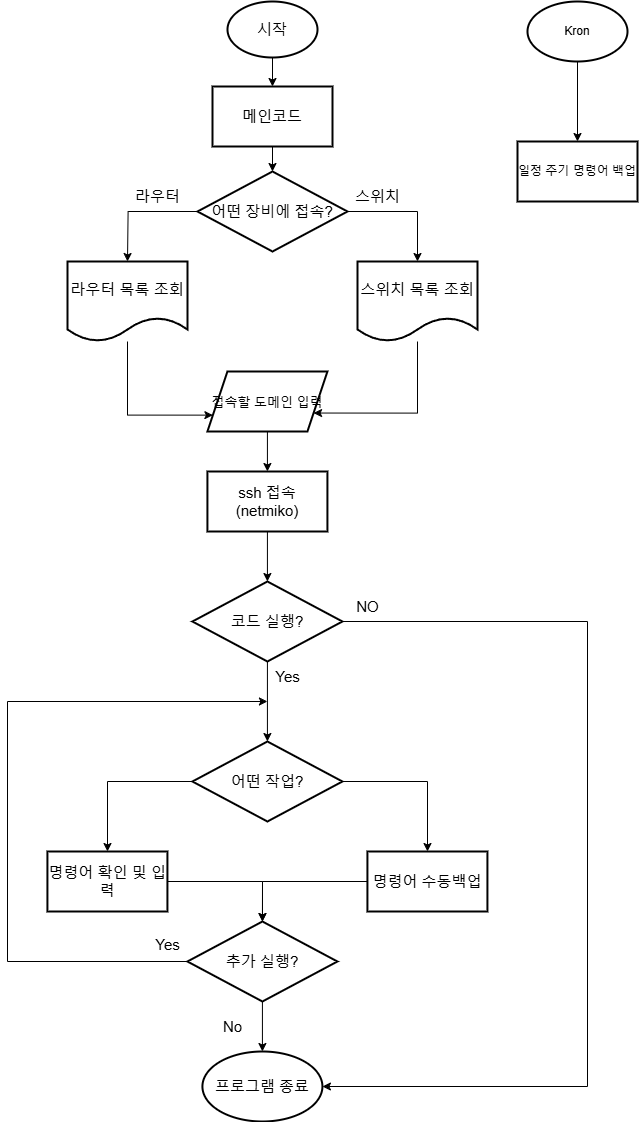 시작
Kron
메인코드
일정 주기 명령어 백업
라우터
스위치
어떤 장비에 접속?
라우터 목록 조회
스위치 목록 조회
접속할 도메인 입력
ssh 접속
(netmiko)
코드 실행?
NO
Yes
어떤 작업?
명령어 확인 및 입
력
명령어 수동백업
Yes
추가 실행?
No
프로그램 종료